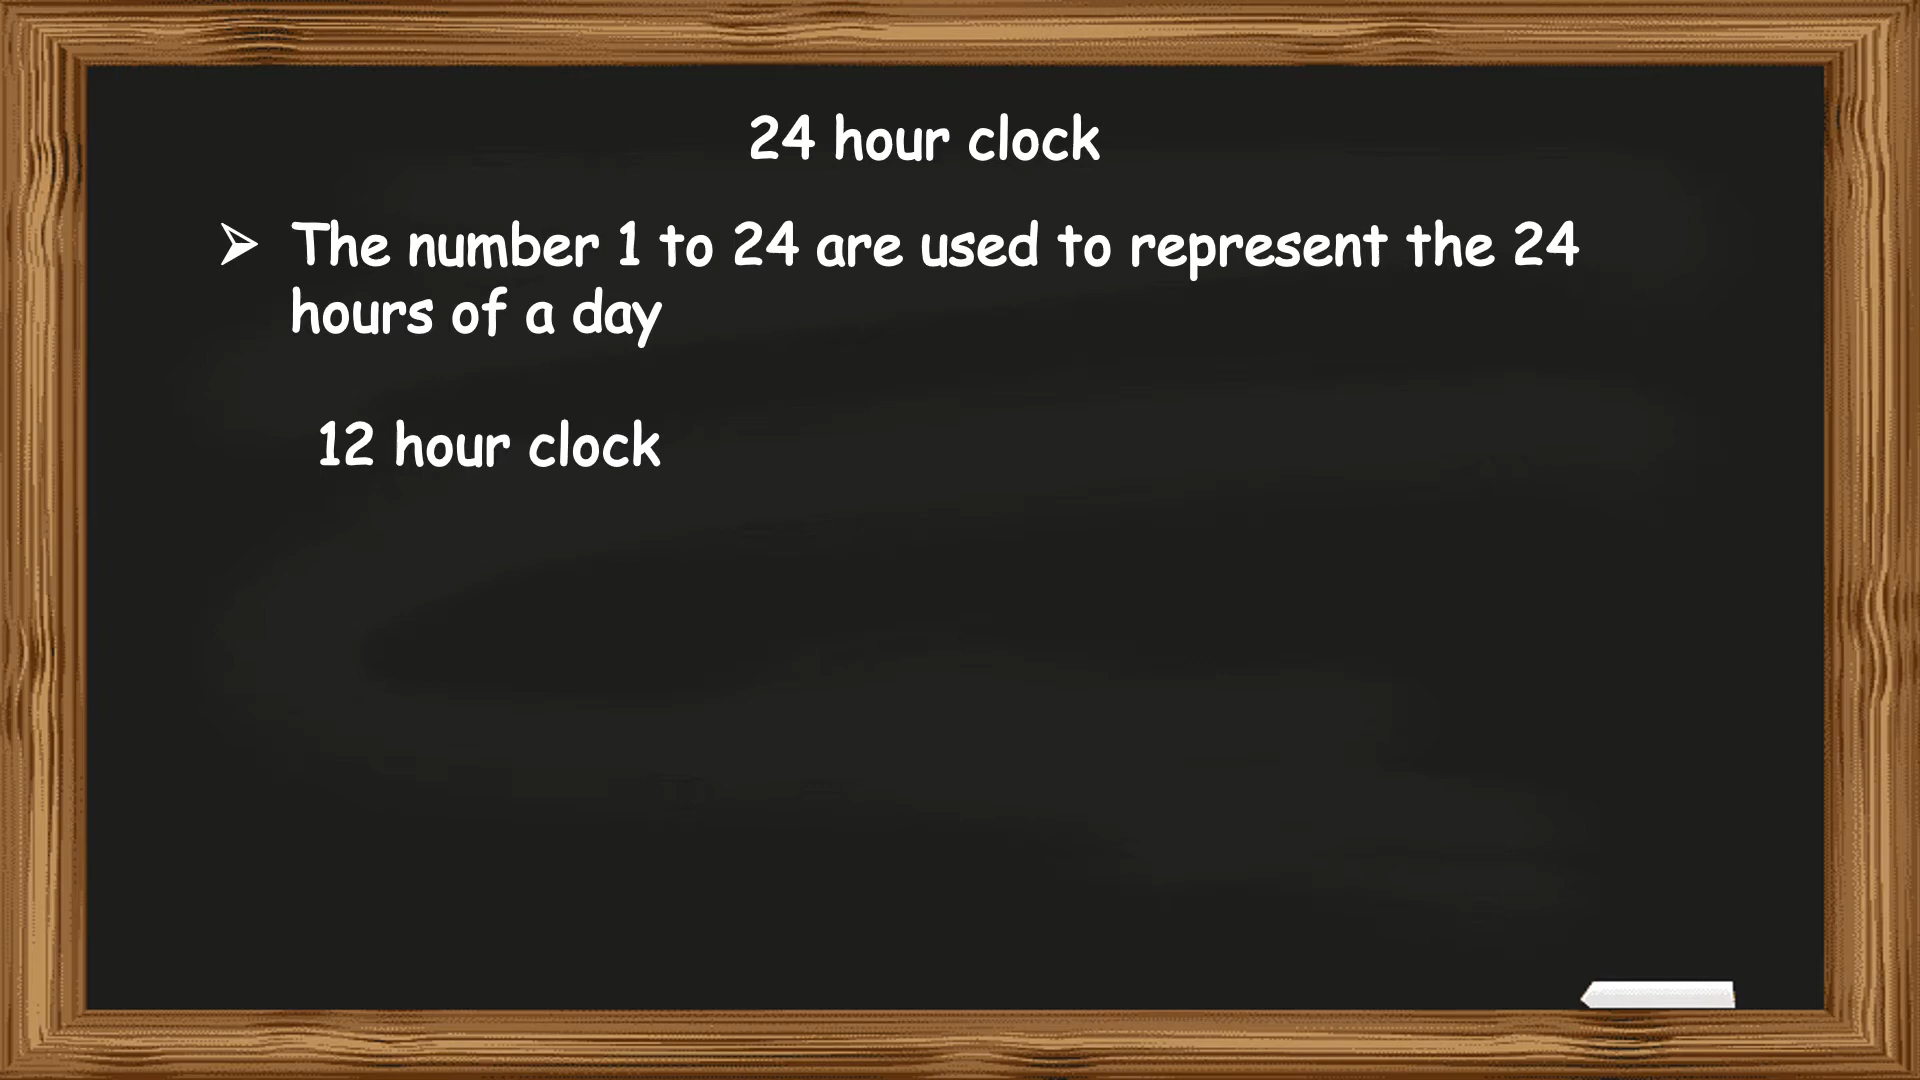 24 hour clock
➢ The number 1 to 24 are used to represent the 24
hours of a day
12 hour clock